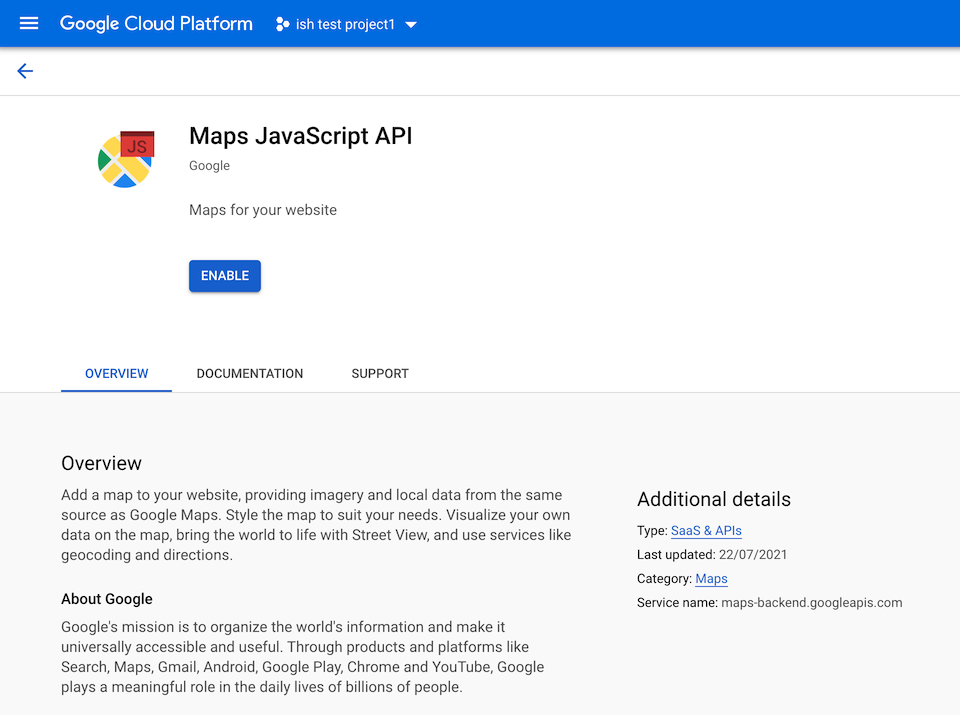 Google Cloud Platform
ish test project1
JS
Maps JavaScript API
Google
Maps for your website
ENABLE
OVERVIEW DOCUMENTATION SUPPORT
Overview
Add a map to your website, providing imagery and local data from the same
source as Google Maps. Style the map to suit your needs. Visualize your own
data on the map, bring the world to life with Street View, and use services like
geocoding and directions.
About Google
Google's mission is to organize the world's information and make it
universally accessible and useful. Through products and platforms like
Search, Maps, Gmail, Android, Google Play, Chrome and YouTube, Google
plays a meaningful role in the daily lives of billions of people.
Additional details
Type: SaaS & APIs
Last updated: 22/07/2021
Category: Maps
Service name: maps-backend.googleapis.com